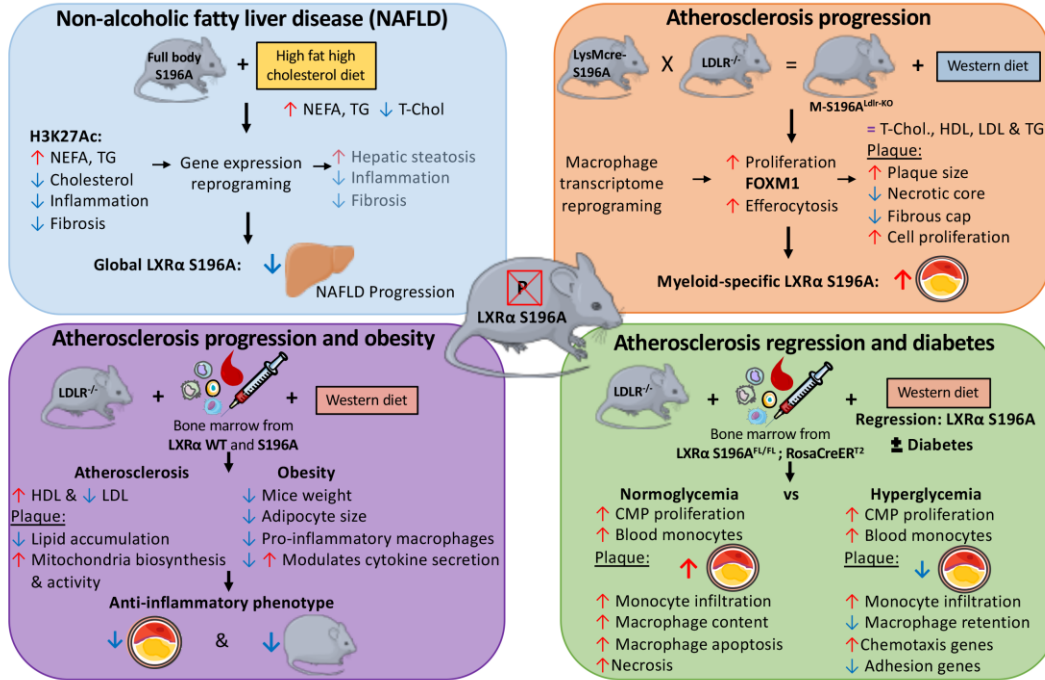 Non-alcoholic fatty liver disease (NAFLD)
Full body
S196A
+
High fat high
cholesterol diet
↑ NEFA, TG ↓ T-Chol
H3K27Ac:
↑ NEFA, TG
↓ Cholesterol
↓ Inflammation
↓ Fibrosis
Gene expression
reprograming
↑ Hepatic steatosis
↓ Inflammation
↓ Fibrosis
Global LXRα S196A: ↓
NAFLD Progression
Atherosclerosis progression
LysMcre-
S196A
X
LDLR-/-
=
M-S196A^Ldlr-KO
+
Western diet
= T-Chol., HDL, LDL & TG
Macrophage
transcriptome
reprograming
↑ Proliferation
FOXM1
↑ Efferocytosis
Plaque:
↑ Plaque size
↓ Necrotic core
↓ Fibrous cap
↑ Cell proliferation
Myeloid-specific LXRα S196A: ↑
P
LXRα S196A
Atherosclerosis progression and obesity
LDLR-/-
+
+
Western diet
Bone marrow from
LXRα WT and S196A
Atherosclerosis
↑ HDL & ↓ LDL
Plaque:
↓ Lipid accumulation
↑ Mitochondria biosynthesis
& activity
Obesity
↓ Mice weight
↓ Adipocyte size
↓ Pro-inflammatory macrophages
↓ ↑ Modulates cytokine secretion
Anti-inflammatory phenotype
↓ & ↓
Atherosclerosis regression and diabetes
LDLR-/-
+
+
Western diet
Regression: LXRα S196A
± Diabetes
Bone marrow from
LXRα S196A^FL/FL; RosaCreER^T2
Normoglycemia
↑ CMP proliferation
↑ Blood monocytes
Plaque:
↑
↑ Monocyte infiltration
↑ Macrophage content
↑ Macrophage apoptosis
↑ Necrosis
vs
Hyperglycemia
↑ CMP proliferation
↑ Blood monocytes
Plaque:
↓
↑ Monocyte infiltration
↓ Macrophage retention
↑ Chemotaxis genes
↓ Adhesion genes